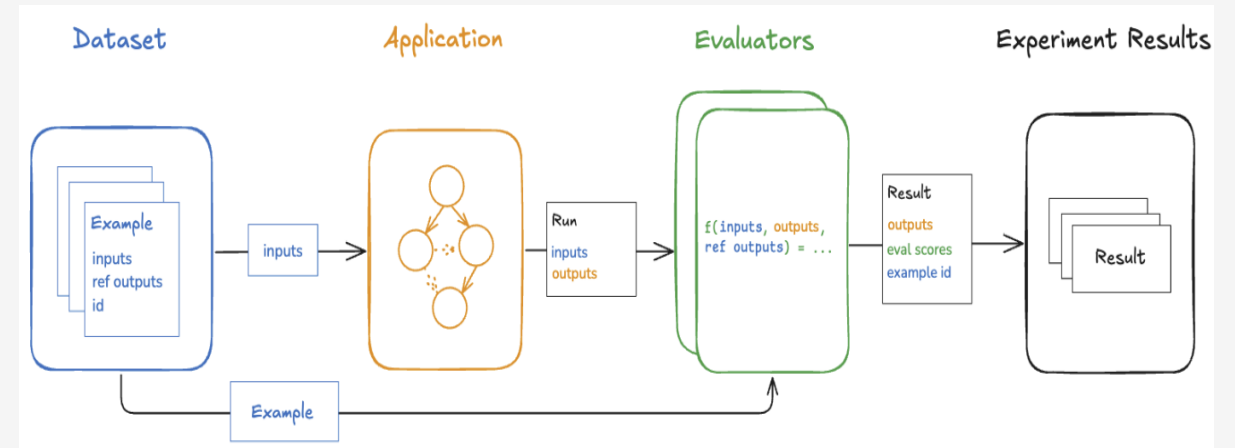 Dataset
Application
Evaluators
Experiment Results
Example
inputs
ref outputs
id
inputs
Run
inputs
outputs
f(inputs, outputs,
ref outputs) = ...
Result
outputs
eval scores
example id
Result
Example